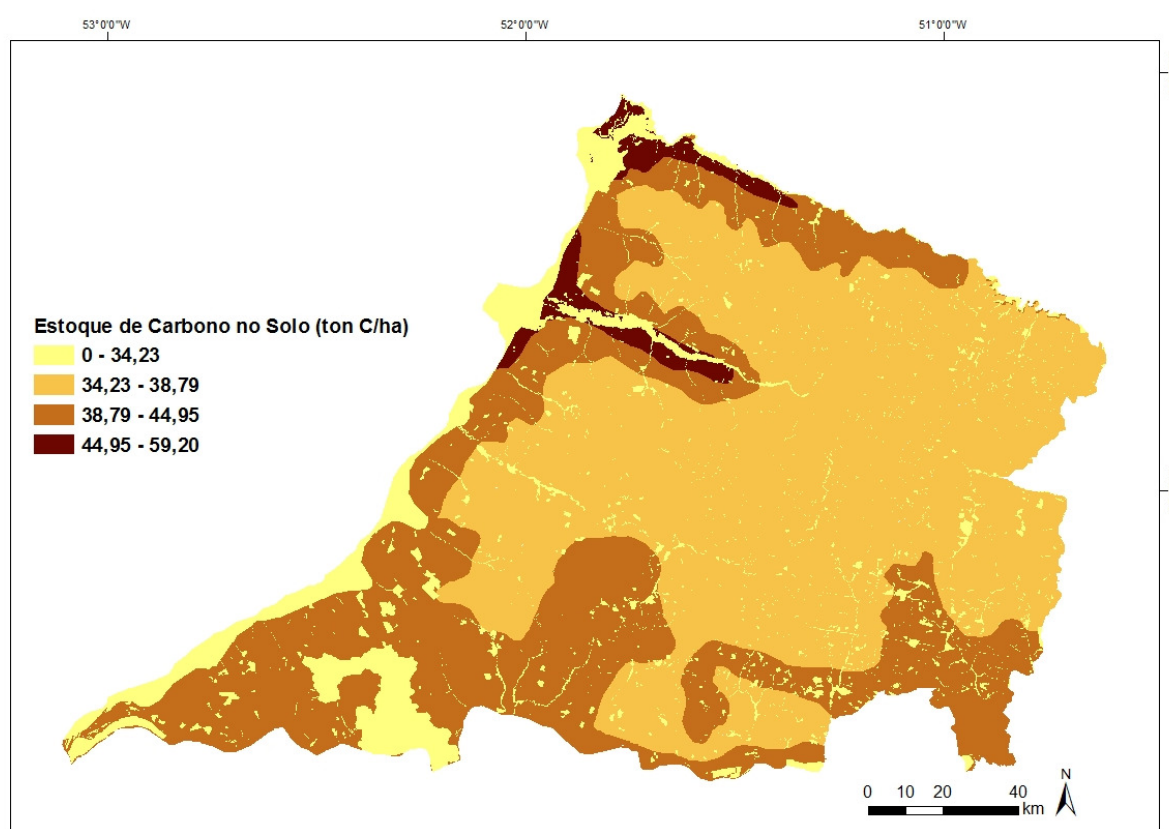 53°0'0"W
52°0'0"W
51°0'0"W
Estoque de Carbono no Solo (ton C/ha)
0 - 34,23
34,23 - 38,79
38,79 - 44,95
44,95 - 59,20
N
0 10 20 40
km